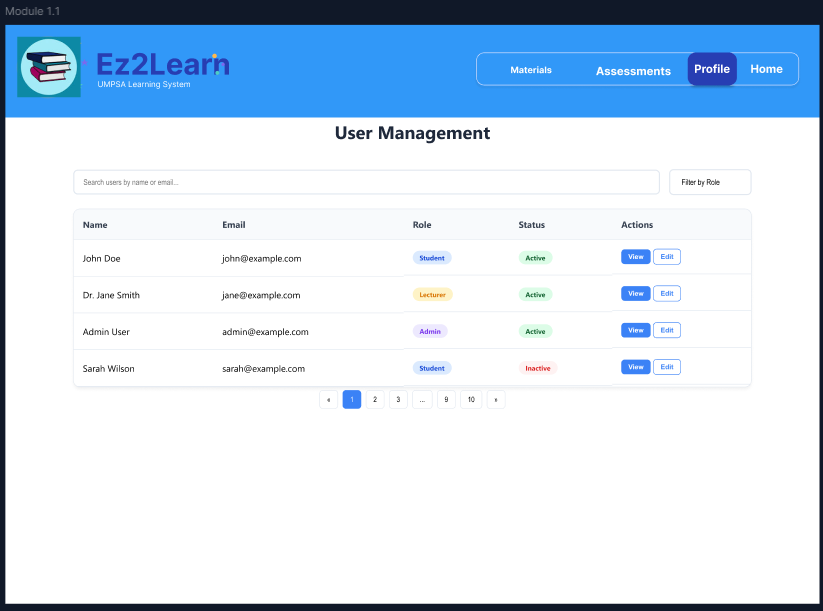 Module 1.1
Ez2Learn
UMPSA Learning System
Materials Assessments Profile Home
User Management
Search users by name or email... Filter by Role
Name Email Role Status Actions
John Doe john@example.com Student Active View Edit
Dr. Jane Smith jane@example.com Lecturer Active View Edit
Admin User admin@example.com Admin Active View Edit
Sarah Wilson sarah@example.com Student Inactive View Edit
« 1 2 3 ... 9 10 »